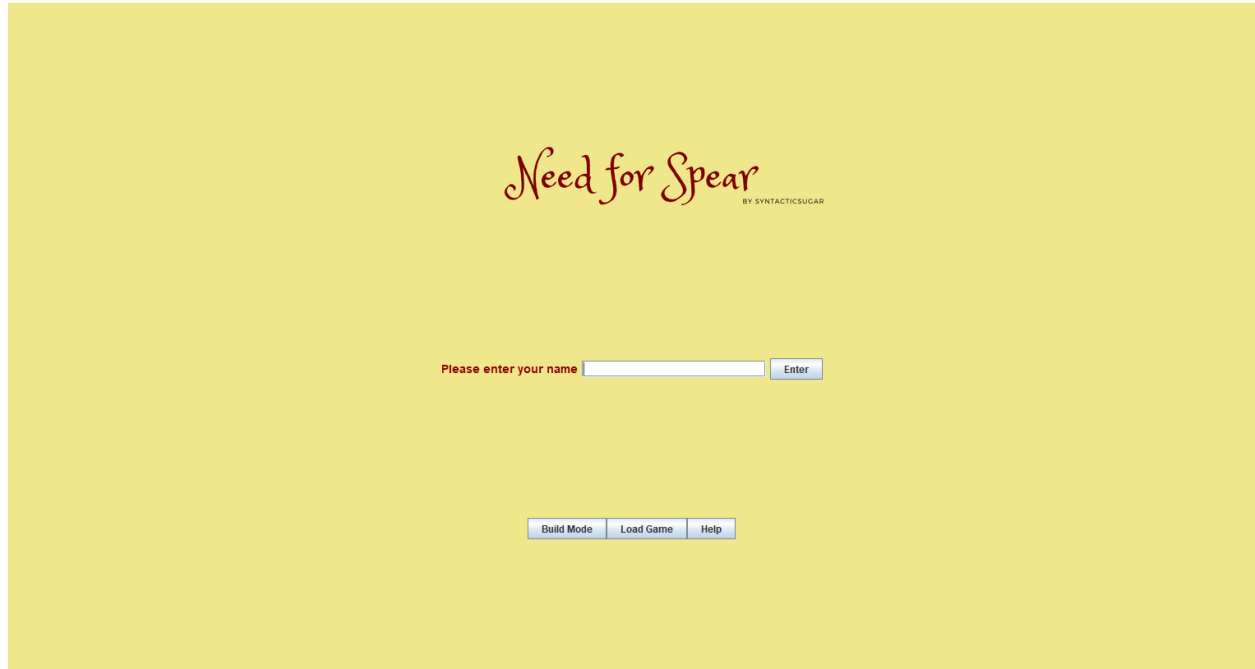 Need for Spear
BY SYNTACTICSUGAR
Please enter your name Enter
Build Mode Load Game Help